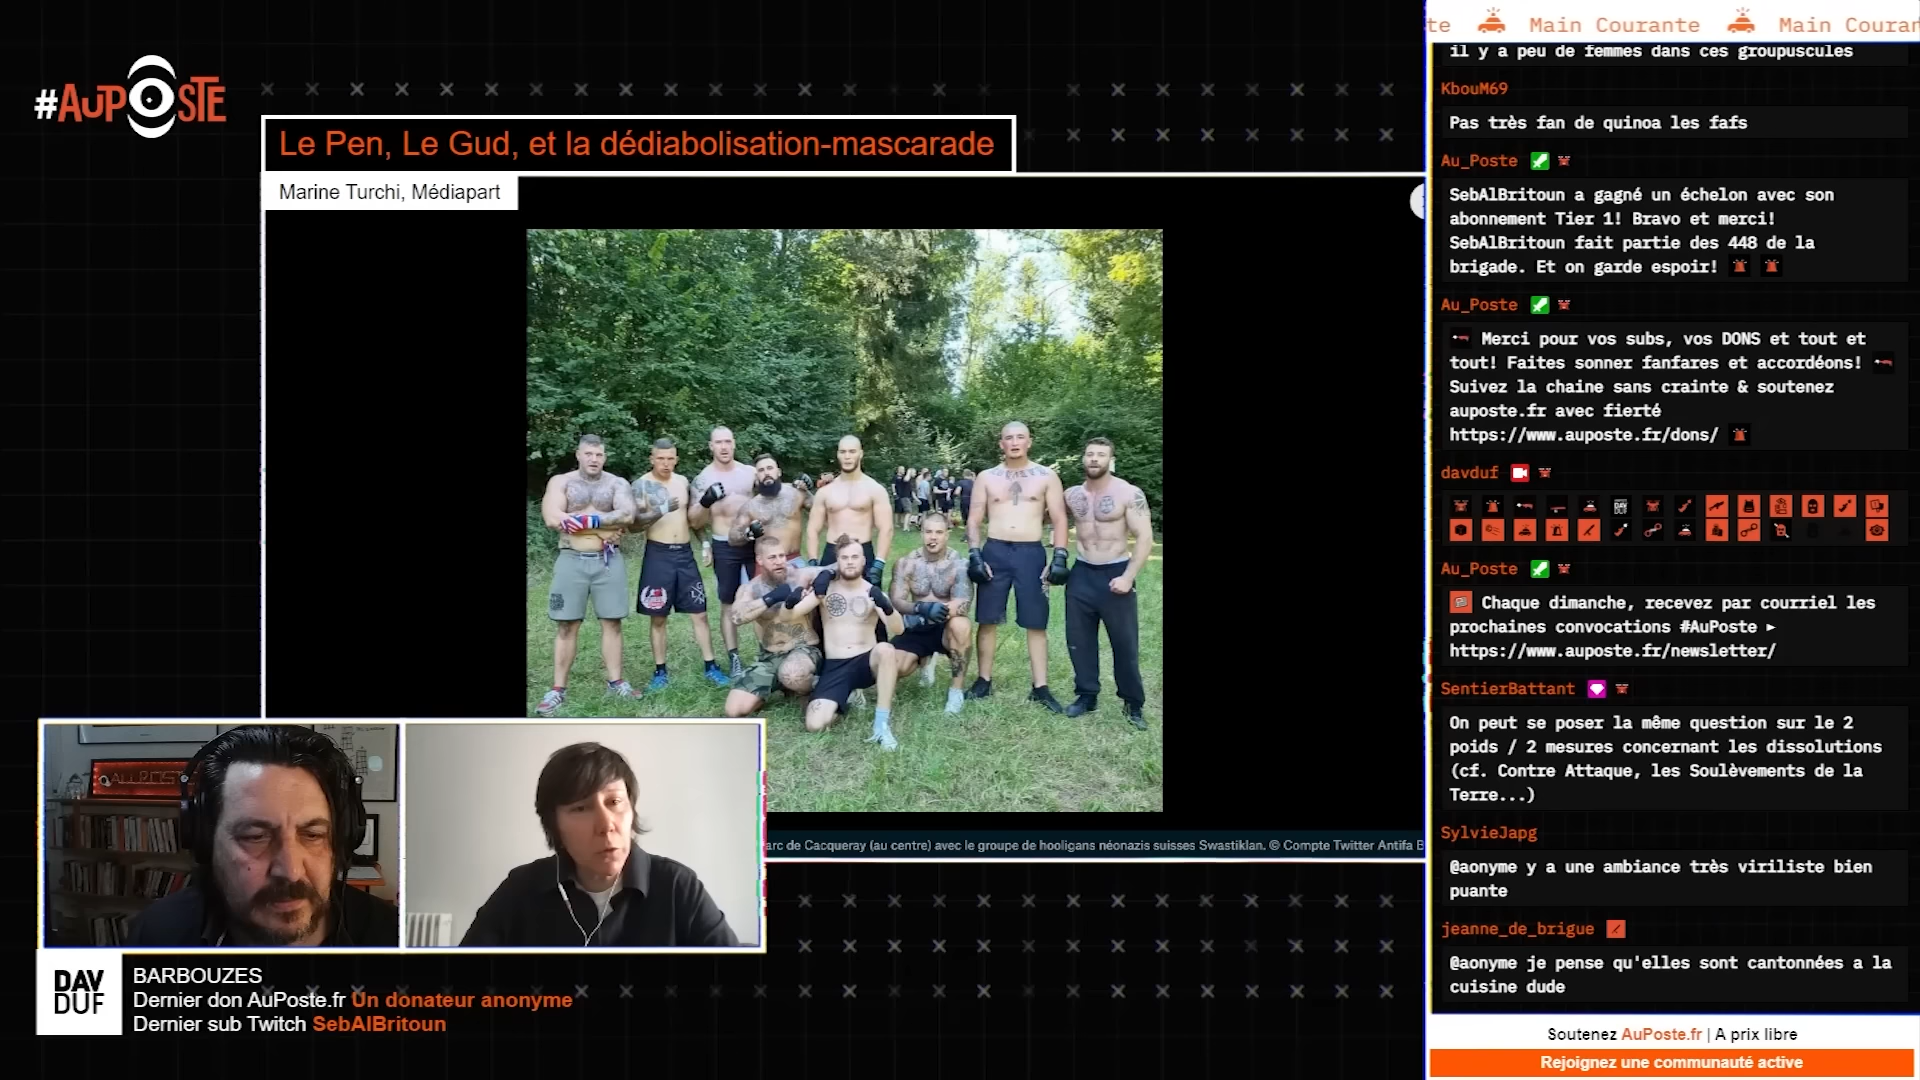 #AuPOSTE
Le Pen, Le Gud, et la dédiabolisation-mascarade
Marine Turchi, Médiapart
arc de Cacqueray (au centre) avec le groupe de hooligans néonazis suisses Swastiklan. © Compte Twitter Antifa B
AU POST
DAV
DUF
BARBOUZES
Dernier don AuPoste.fr Un donateur anonyme
Dernier sub Twitch SebAlBritoun
te Main Courante Main Couran
il y a peu de femmes dans ces groupuscules
KbouM69
Pas très fan de quinoa les fafs
Au_Poste
SebAlBritoun a gagné un échelon avec son
abonnement Tier 1! Bravo et merci!
SebAlBritoun fait partie des 448 de la
brigade. Et on garde espoir!
Au_Poste
Merci pour vos subs, vos DONS et tout et
tout! Faites sonner fanfares et accordéons!
Suivez la chaine sans crainte & soutenez
auposte.fr avec fierté
https://www.auposte.fr/dons/
davduf
Au_Poste
Chaque dimanche, recevez par courriel les
prochaines convocations #AuPoste ►
https://www.auposte.fr/newsletter/
SentierBattant
On peut se poser la même question sur le 2
poids / 2 mesures concernant les dissolutions
(cf. Contre Attaque, les Soulèvements de la
Terre...)
SylvieJapg
@aonyme y a une ambiance très viriliste bien
puante
jeanne_de_brigue
@aonyme je pense qu'elles sont cantonnées a la
cuisine dude
Soutenez AuPoste.fr | A prix libre
Rejoignez une communauté active